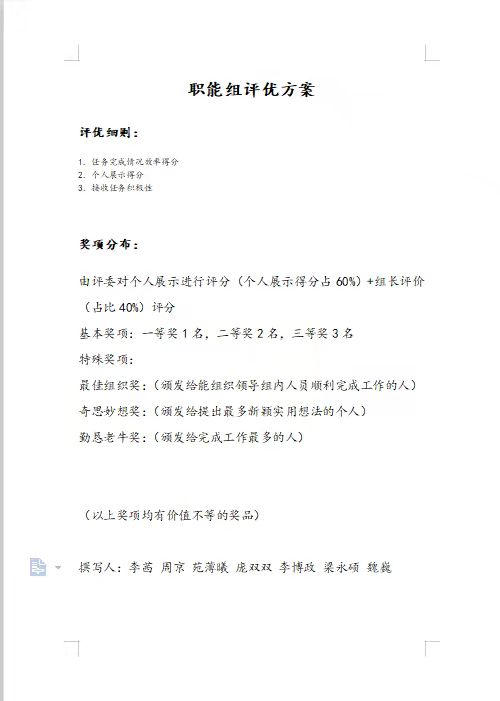 职能组评优方案
评优细则：
1. 任务完成情况效率得分
2. 个人展示得分
3. 接收任务积极性
奖项分布：
由评委对个人展示进行评分（个人展示得分占 60%）+组长评价
（占比 40%）评分
基本奖项：一等奖 1 名，二等奖 2 名，三等奖 3 名
特殊奖项：
最佳组织奖：（颁发给能组织领导组内人员顺利完成工作的人）
奇思妙想奖：（颁发给提出最多新颖实用想法的个人）
勤恳老牛奖：（颁发给完成工作最多的人）
（以上奖项均有价值不等的奖品）
撰写人：李茜 周京 苑薄曦 庞双双 李博政 梁永硕 魏巍